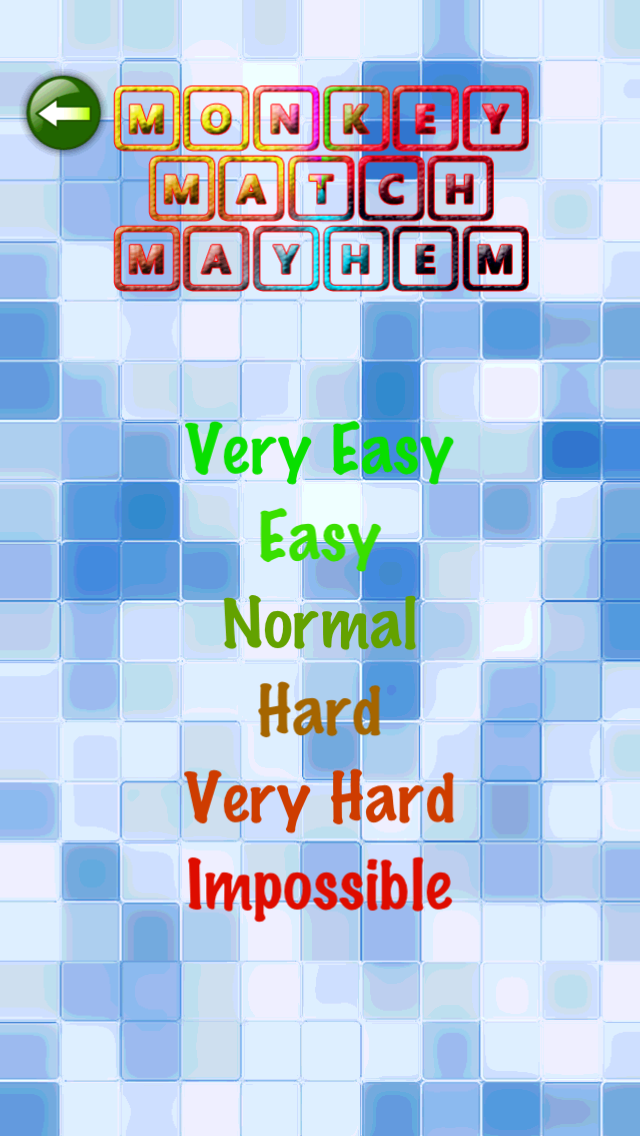 MONKEY
MATCH
MAYHEM
Very Easy
Easy
Normal
Hard
Very Hard
Impossible